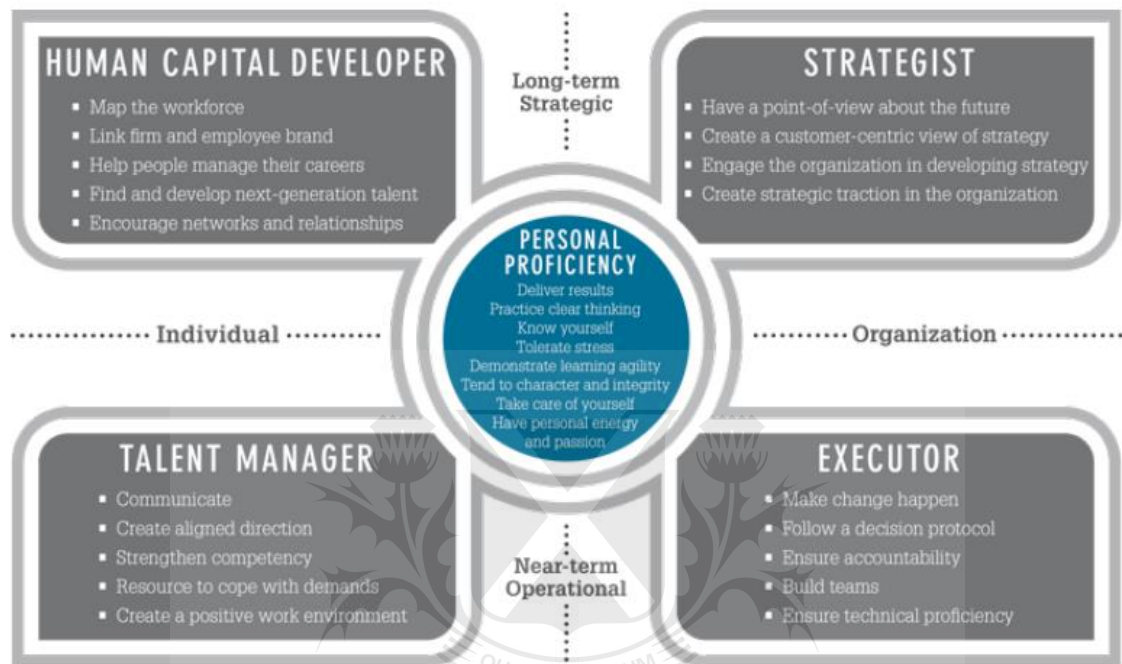 HUMAN CAPITAL DEVELOPER
▪ Map the workforce
▪ Link firm and employee brand
▪ Help people manage their careers
▪ Find and develop next-generation talent
▪ Encourage networks and relationships
Long-term
Strategic
STRATEGIST
▪ Have a point-of-view about the future
▪ Create a customer-centric view of strategy
▪ Engage the organization in developing strategy
▪ Create strategic traction in the organization
Individual
PERSONAL
PROFICIENCY
Deliver results
Practice clear thinking
Know yourself
Tolerate stress
Demonstrate learning agility
Tend to character and integrity
Take care of yourself
Have personal energy
and passion
Organization
TALENT MANAGER
▪ Communicate
▪ Create aligned direction
▪ Strengthen competency
▪ Resource to cope with demands
▪ Create a positive work environment
Near-term
Operational
EXECUTOR
▪ Make change happen
▪ Follow a decision protocol
▪ Ensure accountability
▪ Build teams
▪ Ensure technical proficiency